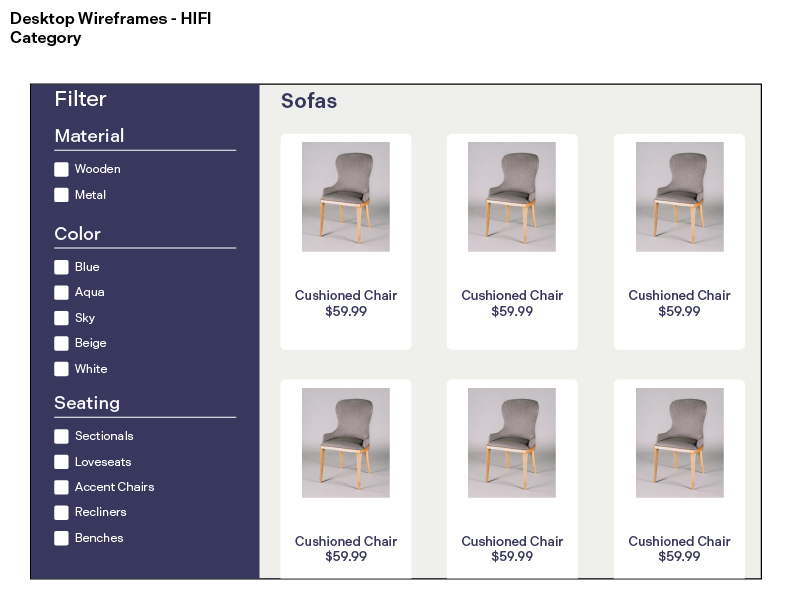 Desktop Wireframes - HIFI
Category
Filter
Material
Wooden
Metal
Color
Blue
Aqua
Sky
Beige
White
Seating
Sectionals
Loveseats
Accent Chairs
Recliners
Benches
Sofas
Cushioned Chair
$59.99
Cushioned Chair
$59.99
Cushioned Chair
$59.99
Cushioned Chair
$59.99
Cushioned Chair
$59.99
Cushioned Chair
$59.99